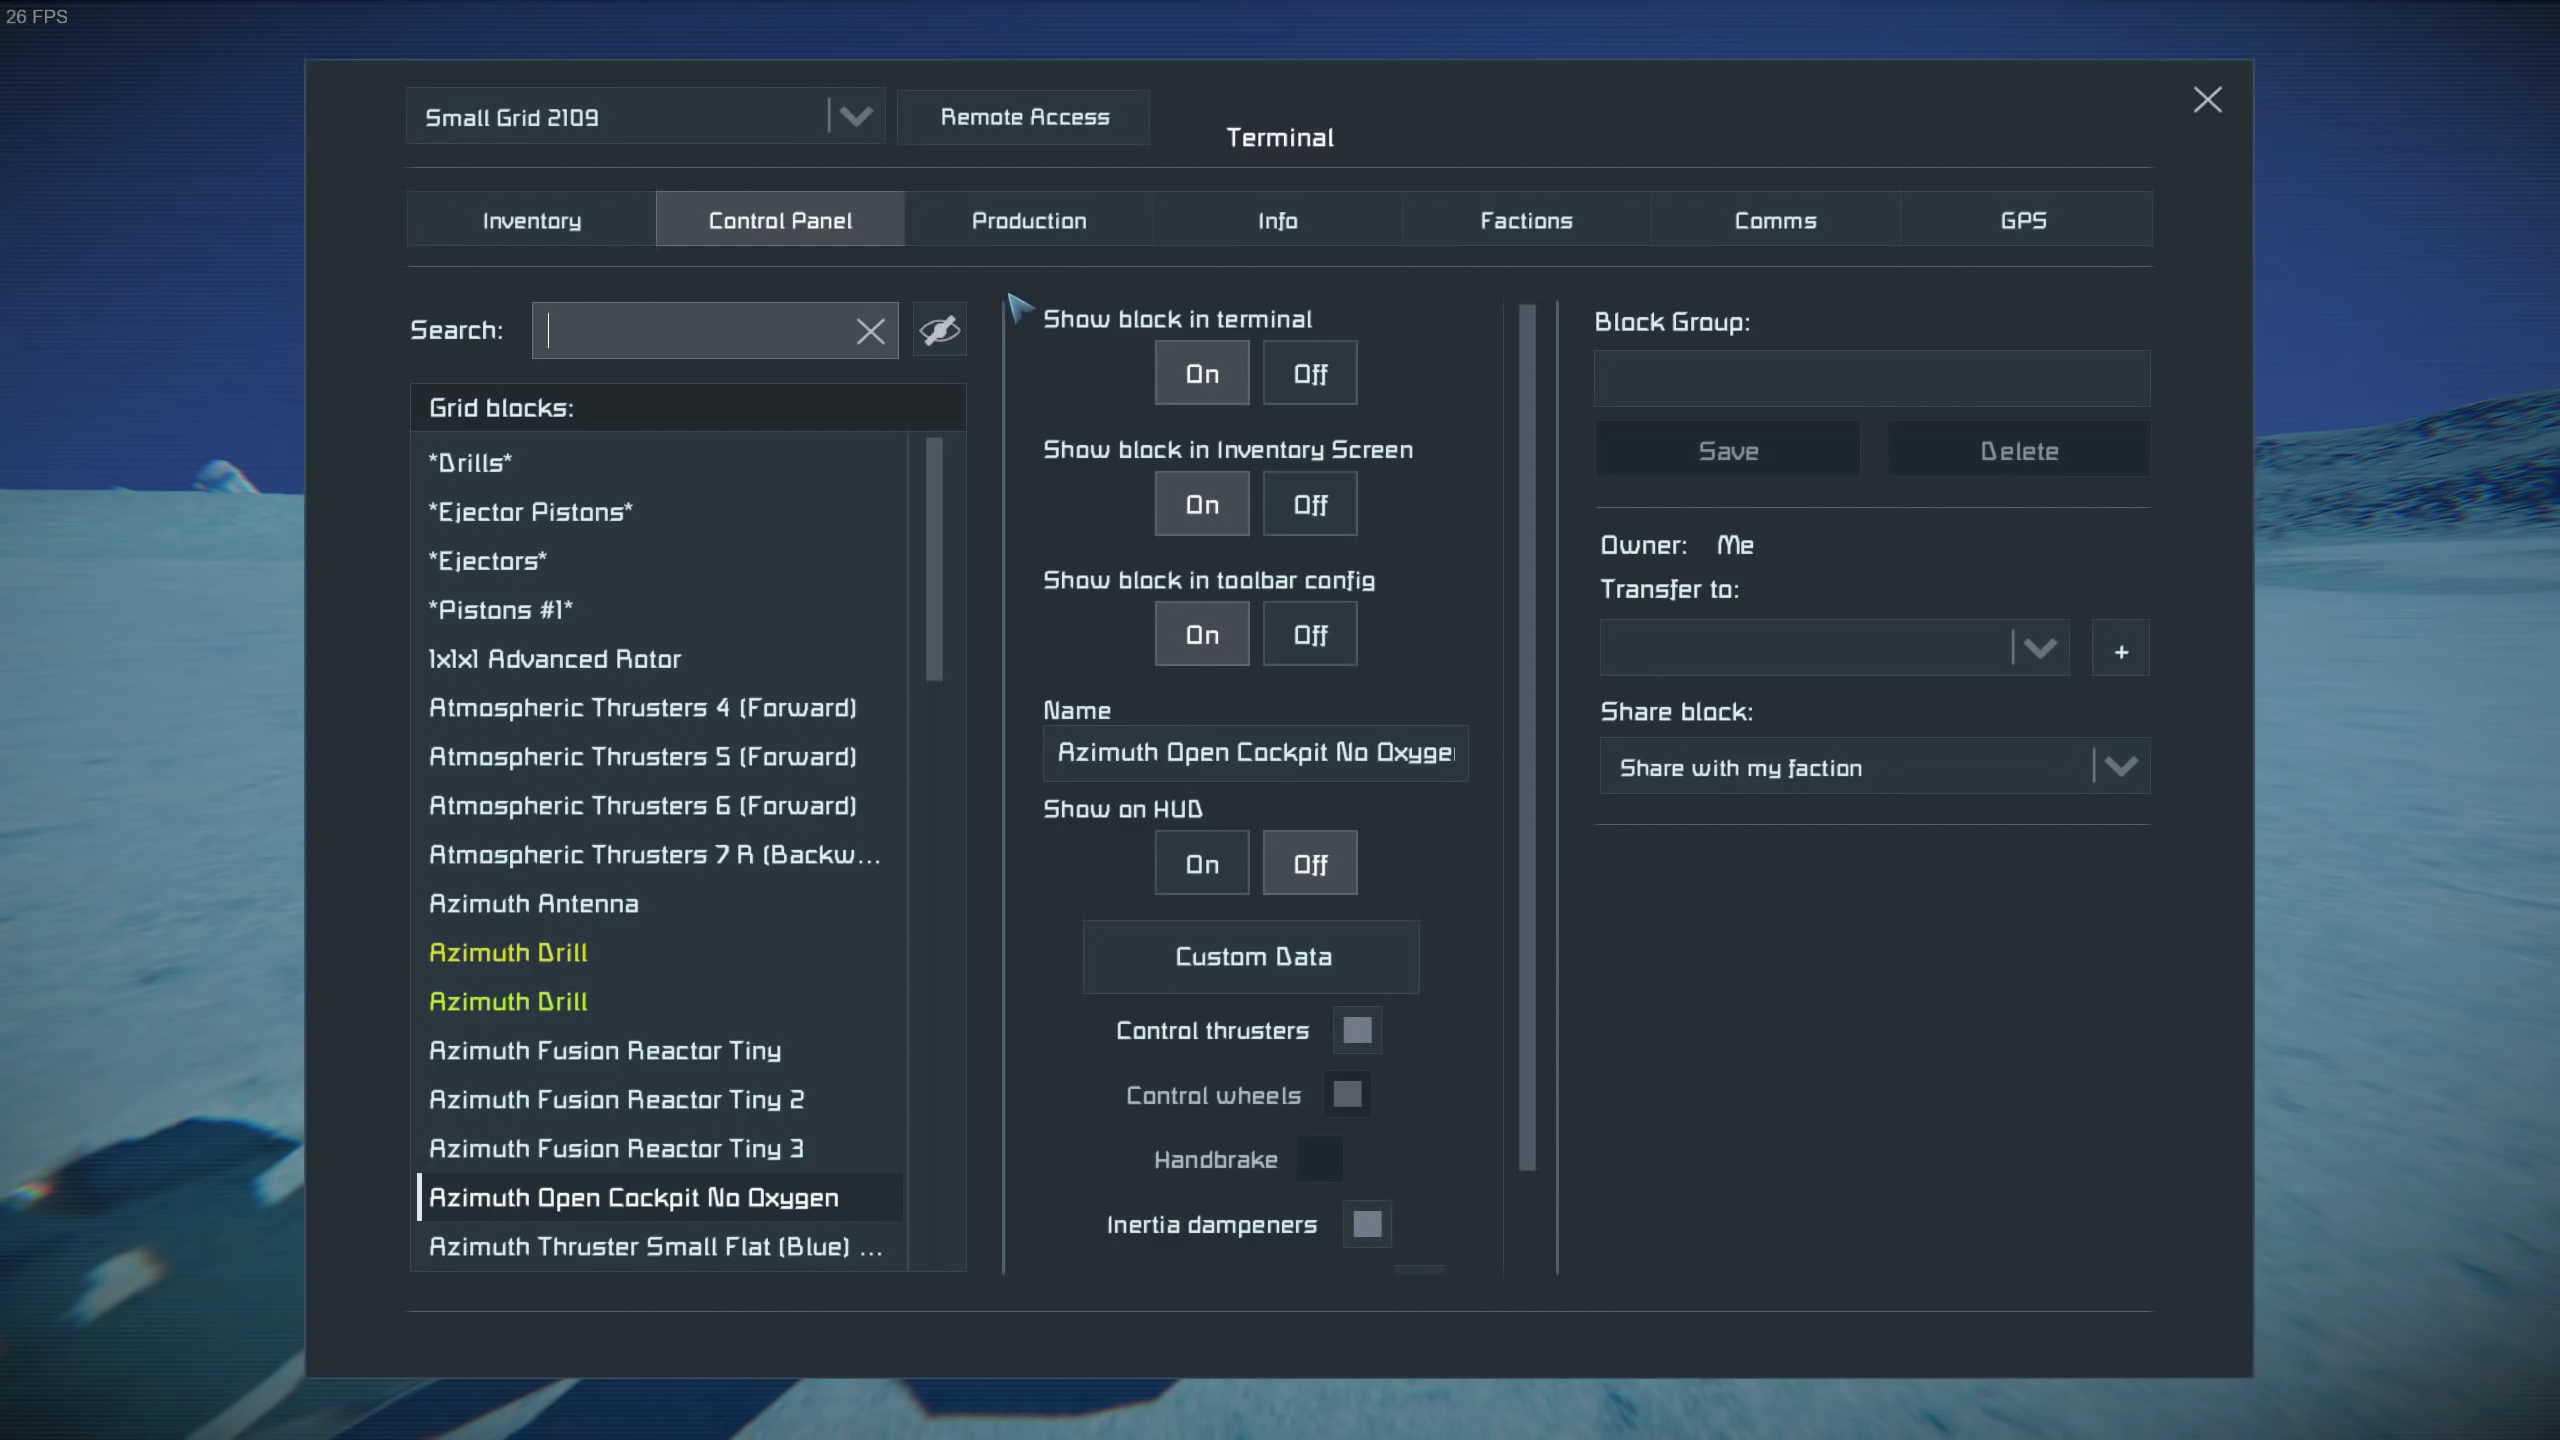 26 FPS
Small Grid 2109
Remote Access
Terminal
Inventory
Control Panel
Production
Info
Factions
Comms
GPS
Search:
Grid blocks:
*Drills*
*Ejector Pistons*
*Ejectors*
*Pistons #1*
1x1x1 Advanced Rotor
Atmospheric Thrusters 4 (Forward)
Atmospheric Thrusters 5 (Forward)
Atmospheric Thrusters 6 (Forward)
Atmospheric Thrusters 7 R (Backw...
Azimuth Antenna
Azimuth Drill
Azimuth Drill
Azimuth Fusion Reactor Tiny
Azimuth Fusion Reactor Tiny 2
Azimuth Fusion Reactor Tiny 3
Azimuth Open Cockpit No Oxygen
Azimuth Thruster Small Flat (Blue) ...
Show block in terminal
On Off
Show block in Inventory Screen
On Off
Show block in toolbar config
On Off
Name
Azimuth Open Cockpit No Oxyge
Show on HUD
On Off
Custom Data
Control thrusters
Control wheels
Handbrake
Inertia dampeners
Block Group:
Save
Delete
Owner: Me
Transfer to:
+
Share block:
Share with my faction